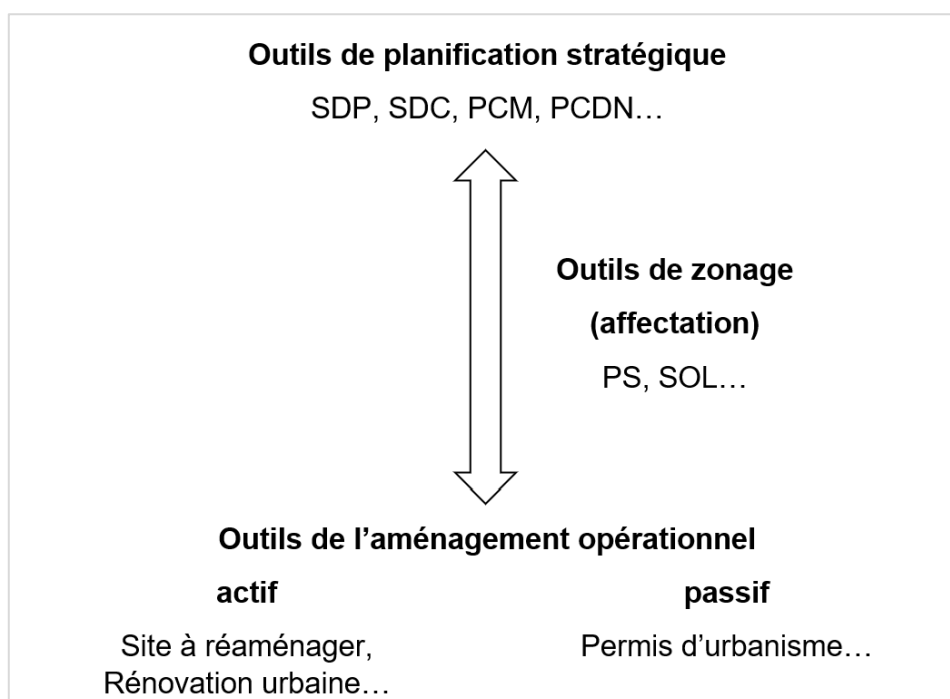 Outils de planification stratégique
SDP, SDC, PCM, PCDN…
Outils de zonage
(affectation)
PS, SOL…
Outils de l’aménagement opérationnel
actif
Site à réaménager,
Rénovation urbaine…
passif
Permis d’urbanisme…